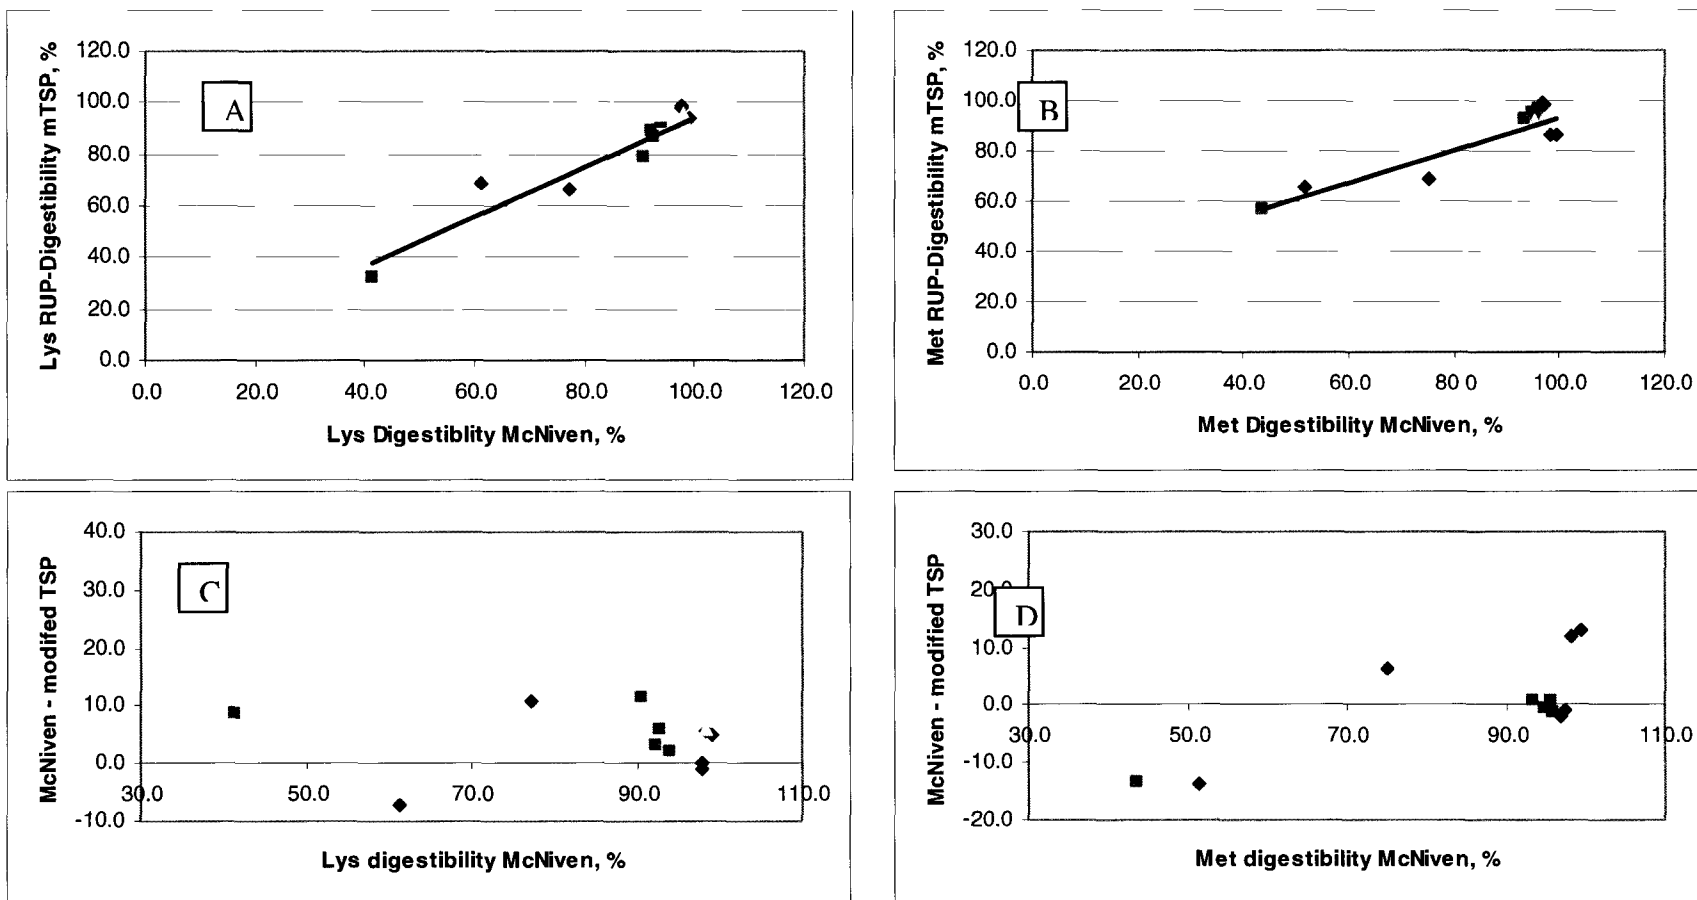 Lys RUP-Digestibility mTSP, %
120.0
100.0
80.0
60.0
40.0
20.0
0.0
A
0.0 20.0 40.0 60.0 80.0 100.0 120.0
Lys Digestiblity McNiven, %
Met RUP-Digestibility mTSP, %
120.0
100.0
80.0
60.0
40.0
20.0
0.0
B
0.0 20.0 40.0 60.0 80 0 100.0 120.0
Met Digestibility McNiven, %
McNiven - modifed TSP
40.0
30.0
20.0
10.0
0.0
-10.0
C
30.0 50.0 70.0 90.0 110.0
Lys digestibility McNiven, %
McNiven - modified TSP
30.0
20.0
10.0
0.0
-10.0
-20.0
D
30.0 50.0 70.0 90.0 110.0
Met digestibility McNiven, %